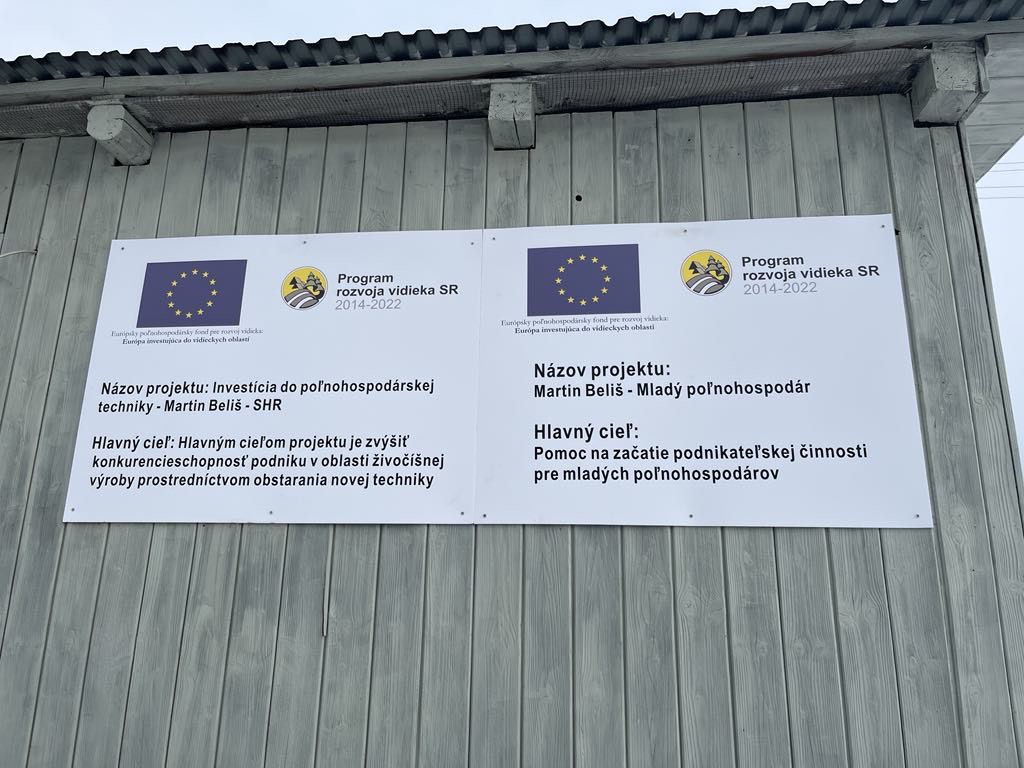 Program
rozvoja vidieka SR
2014-2022
Európsky poľnohospodársky fond pre rozvoj vidieka:
Európa investujúca do vidieckych oblastí
Názov projektu: Investícia do poľnohospodárskej
techniky - Martin Beliš - SHR
Hlavný cieľ: Hlavným cieľom projektu je zvýšiť
konkurencieschopnosť podniku v oblasti živočíšnej
výroby prostredníctvom obstarania novej techniky
Program
rozvoja vidieka SR
2014-2022
Európsky poľnohospodársky fond pre rozvoj vidieka:
Európa investujúca do vidieckych oblastí
Názov projektu:
Martin Beliš - Mladý poľnohospodár
Hlavný cieľ:
Pomoc na začatie podnikateľskej činnosti
pre mladých poľnohospodárov